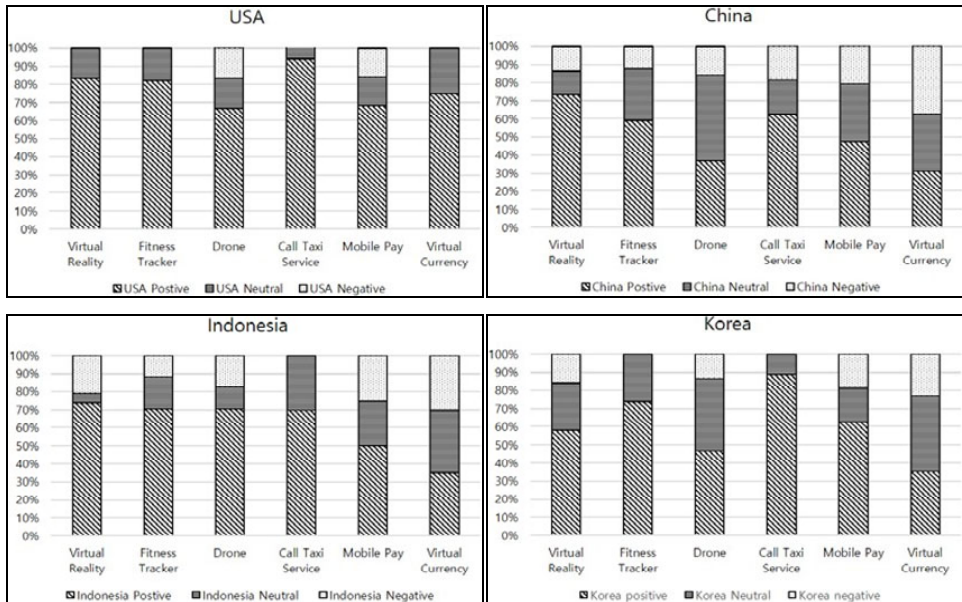 USA
100%
90%
80%
70%
60%
50%
40%
30%
20%
10%
0%
Virtual Reality
Fitness Tracker
Drone
Call Taxi Service
Mobile Pay
Virtual Currency
USA Postive
USA Neutral
USA Negative
China
100%
90%
80%
70%
60%
50%
40%
30%
20%
10%
0%
Virtual Reality
Fitness Tracker
Drone
Call Taxi Service
Mobile Pay
Virtual Currency
China Postive
China Neutral
China Negative
Indonesia
100%
90%
80%
70%
60%
50%
40%
30%
20%
10%
0%
Virtual Reality
Fitness Tracker
Drone
Call Taxi Service
Mobile Pay
Virtual Currency
Indonesia Postive
Indonesia Neutral
Indonesia Negative
Korea
100%
90%
80%
70%
60%
50%
40%
30%
20%
10%
0%
Virtual Reality
Fitness Tracker
Drone
Call Taxi Service
Mobile Pay
Virtual Currency
Korea positive
Korea Neutral
Korea negative